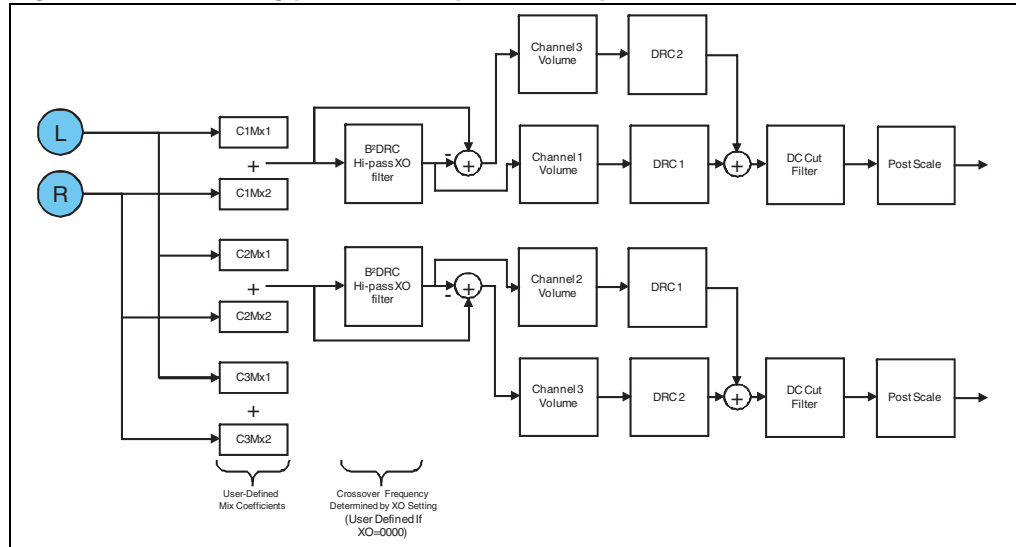 Channel 3
Volume
DRC 2
L
C1Mx1
+
B²DRC
Hi-pass XO
filter
-
+
Channel 1
Volume
DRC 1
+
DC Cut
Filter
Post Scale
R
C1Mx2
C2Mx1
+
B²DRC
Hi-pass XO
filter
-
+
Channel 2
Volume
DRC 1
C2Mx2
C3Mx1
+
C3Mx2
Channel 3
Volume
DRC 2
+
DC Cut
Filter
Post Scale
User-Defined
Mix Coefficients
Crossover Frequency
Determined by XO Setting
(User Defined If
XO=0000)